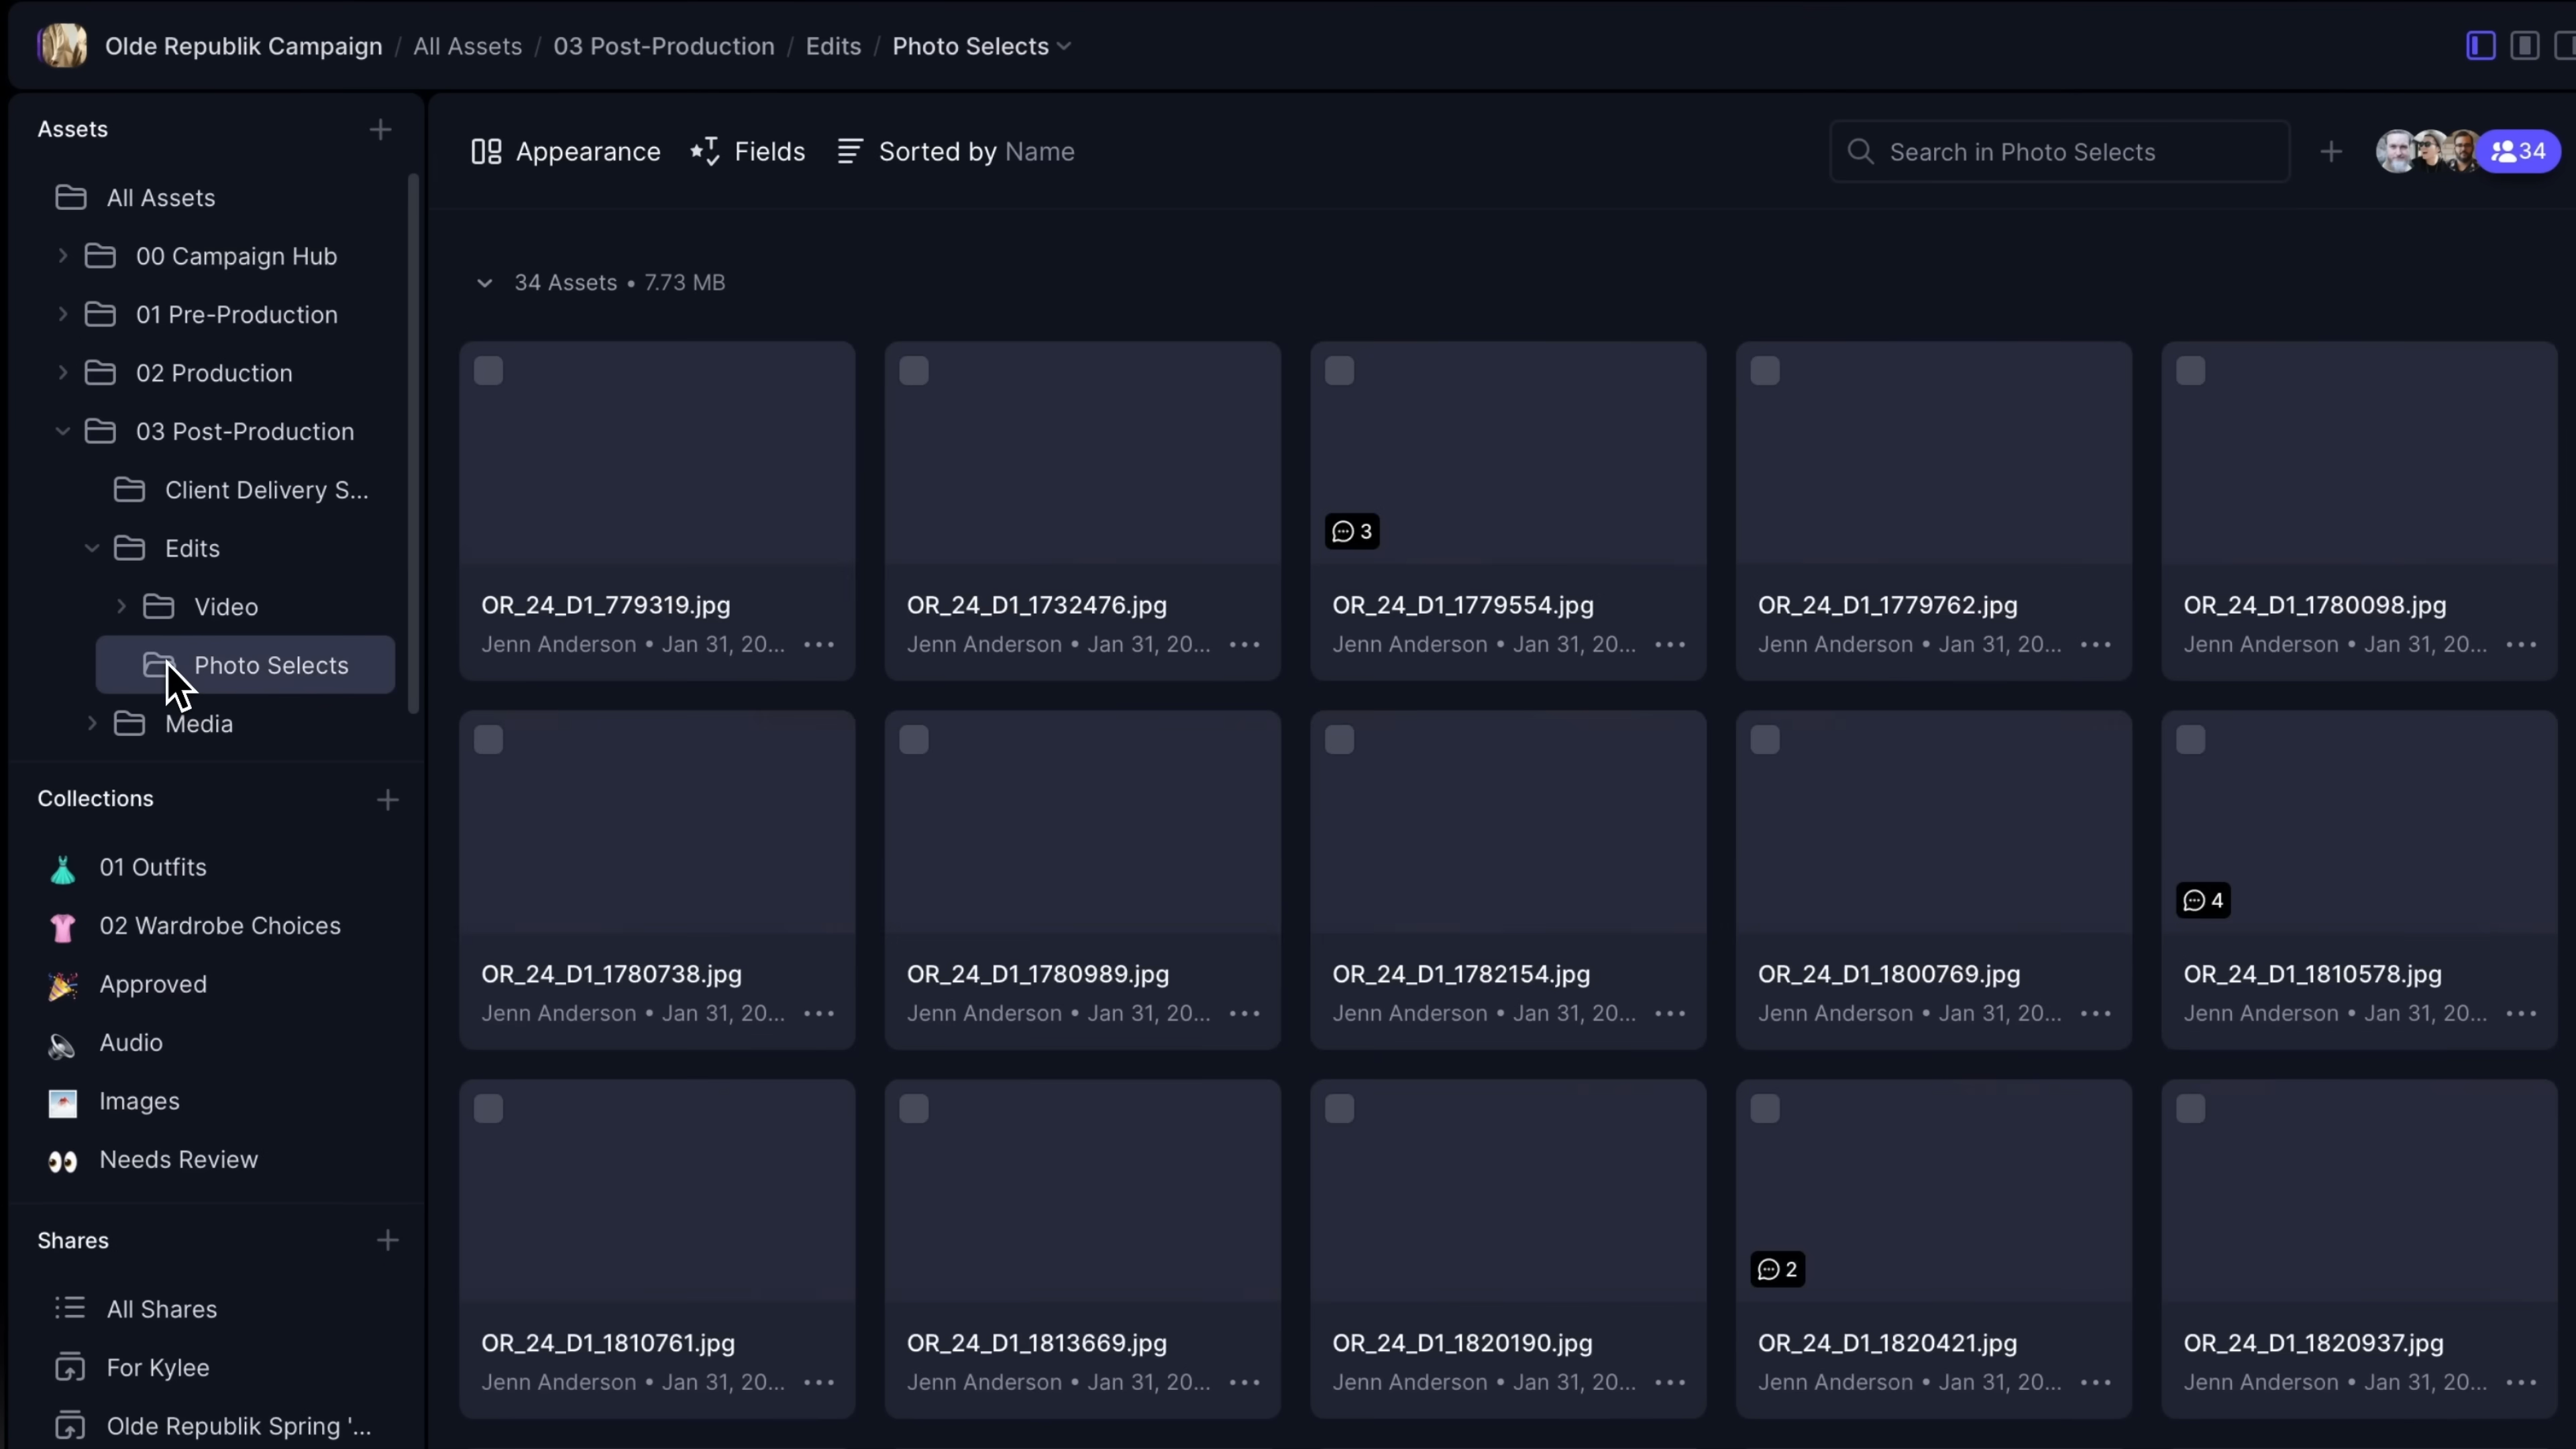 Olde Republik Campaign / All Assets / 03 Post-Production / Edits / Photo Selects
Assets
All Assets
00 Campaign Hub
01 Pre-Production
02 Production
03 Post-Production
Client Delivery S...
Edits
Video
Photo Selects
Media
Collections
01 Outfits
02 Wardrobe Choices
Approved
Audio
Images
Needs Review
Shares
All Shares
For Kylee
Olde Republik Spring '...
Appearance Fields Sorted by Name Search in Photo Selects 34
34 Assets • 7.73 MB
3
OR_24_D1_779319.jpg OR_24_D1_1732476.jpg OR_24_D1_1779554.jpg OR_24_D1_1779762.jpg OR_24_D1_1780098.jpg
Jenn Anderson • Jan 31, 20... Jenn Anderson • Jan 31, 20... Jenn Anderson • Jan 31, 20... Jenn Anderson • Jan 31, 20... Jenn Anderson • Jan 31, 20...
4
OR_24_D1_1780738.jpg OR_24_D1_1780989.jpg OR_24_D1_1782154.jpg OR_24_D1_1800769.jpg OR_24_D1_1810578.jpg
Jenn Anderson • Jan 31, 20... Jenn Anderson • Jan 31, 20... Jenn Anderson • Jan 31, 20... Jenn Anderson • Jan 31, 20... Jenn Anderson • Jan 31, 20...
2
OR_24_D1_1810761.jpg OR_24_D1_1813669.jpg OR_24_D1_1820190.jpg OR_24_D1_1820421.jpg OR_24_D1_1820937.jpg
Jenn Anderson • Jan 31, 20... Jenn Anderson • Jan 31, 20... Jenn Anderson • Jan 31, 20... Jenn Anderson • Jan 31, 20... Jenn Anderson • Jan 31, 20...